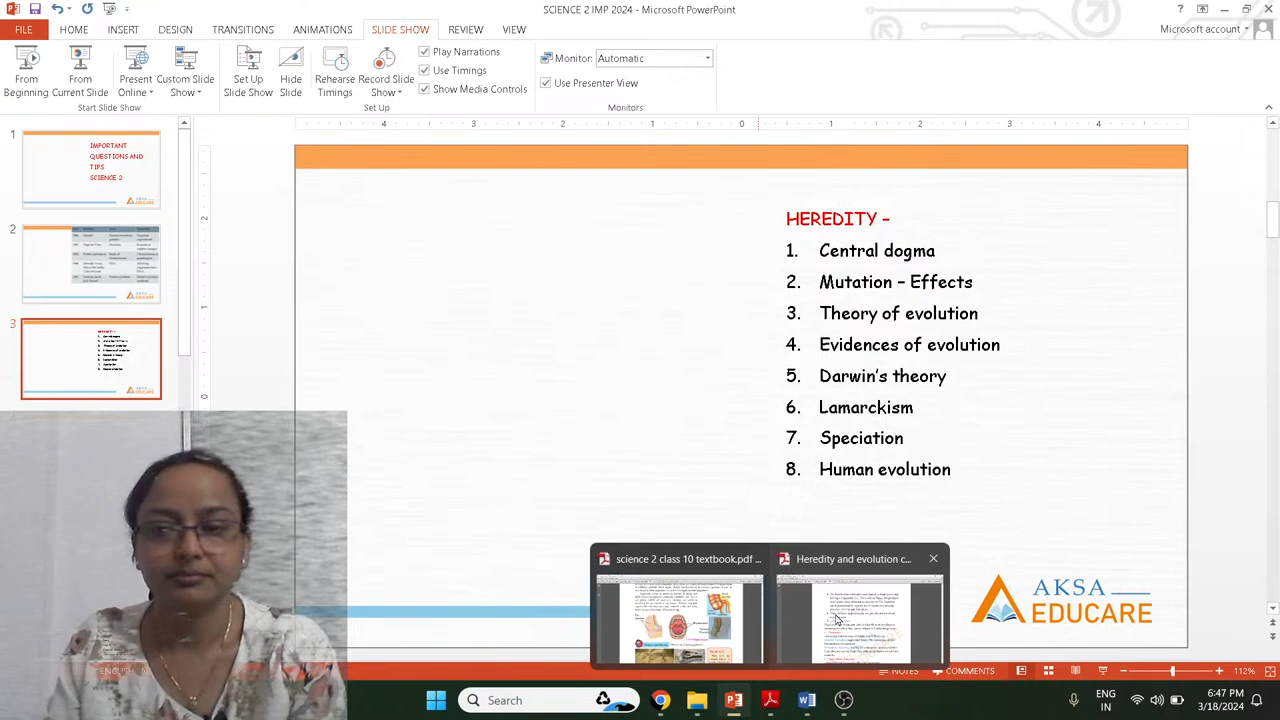 SCIENCE 2 IMP 2024 - Microsoft PowerPoint
FILE HOME INSERT DESIGN TRANSITIONS ANIMATIONS SLIDE SHOW REVIEW VIEW Microsoft account
From Beginning
From Current Slide
Present Online
Custom Slide Show
Start Slide Show
Set Up Slide Show
Hide Slide
Rehearse Timings
Record Slide Show
Play Narrations
Use Timings
Show Media Controls
Set Up
Monitor: Automatic
Use Presenter View
Monitors
1
IMPORTANT
QUESTIONS AND
TIPS
SCIENCE 2
AKSA
EDUCARE
2
3
HEREDITY –
1. Central dogma
2. Mutation – Effects
3. Theory of evolution
4. Evidences of evolution
5. Darwin's theory
6. Lamarckism
7. Speciation
8. Human evolution
AKSA
EDUCARE
science 2 class 10 textbook.pdf ...
Heredity and evolution c...
NOTES COMMENTS 112%
Search
ENG
IN
6:47 PM
3/18/2024